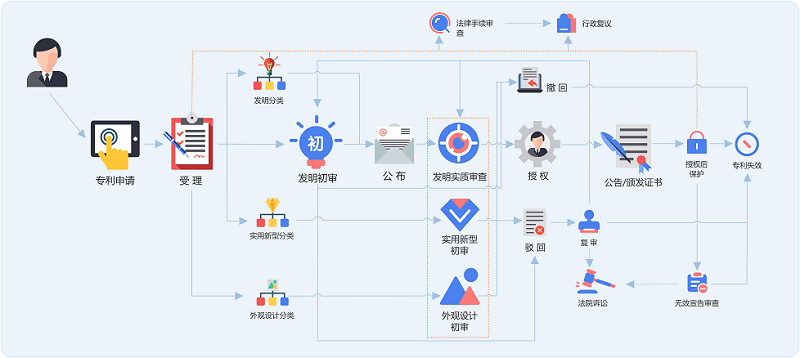 法律手续审
查
行政复议
发明分类
撤 回
初
专利申请
受 理
发明初审
公 布
发明实质审查
授 权
公告/颁发证书
授权后
保护
专利失效
实用新型分类
实用新型
初审
驳 回
复 审
外观设计分类
外观设计
初审
法院诉讼
无效宣告审查